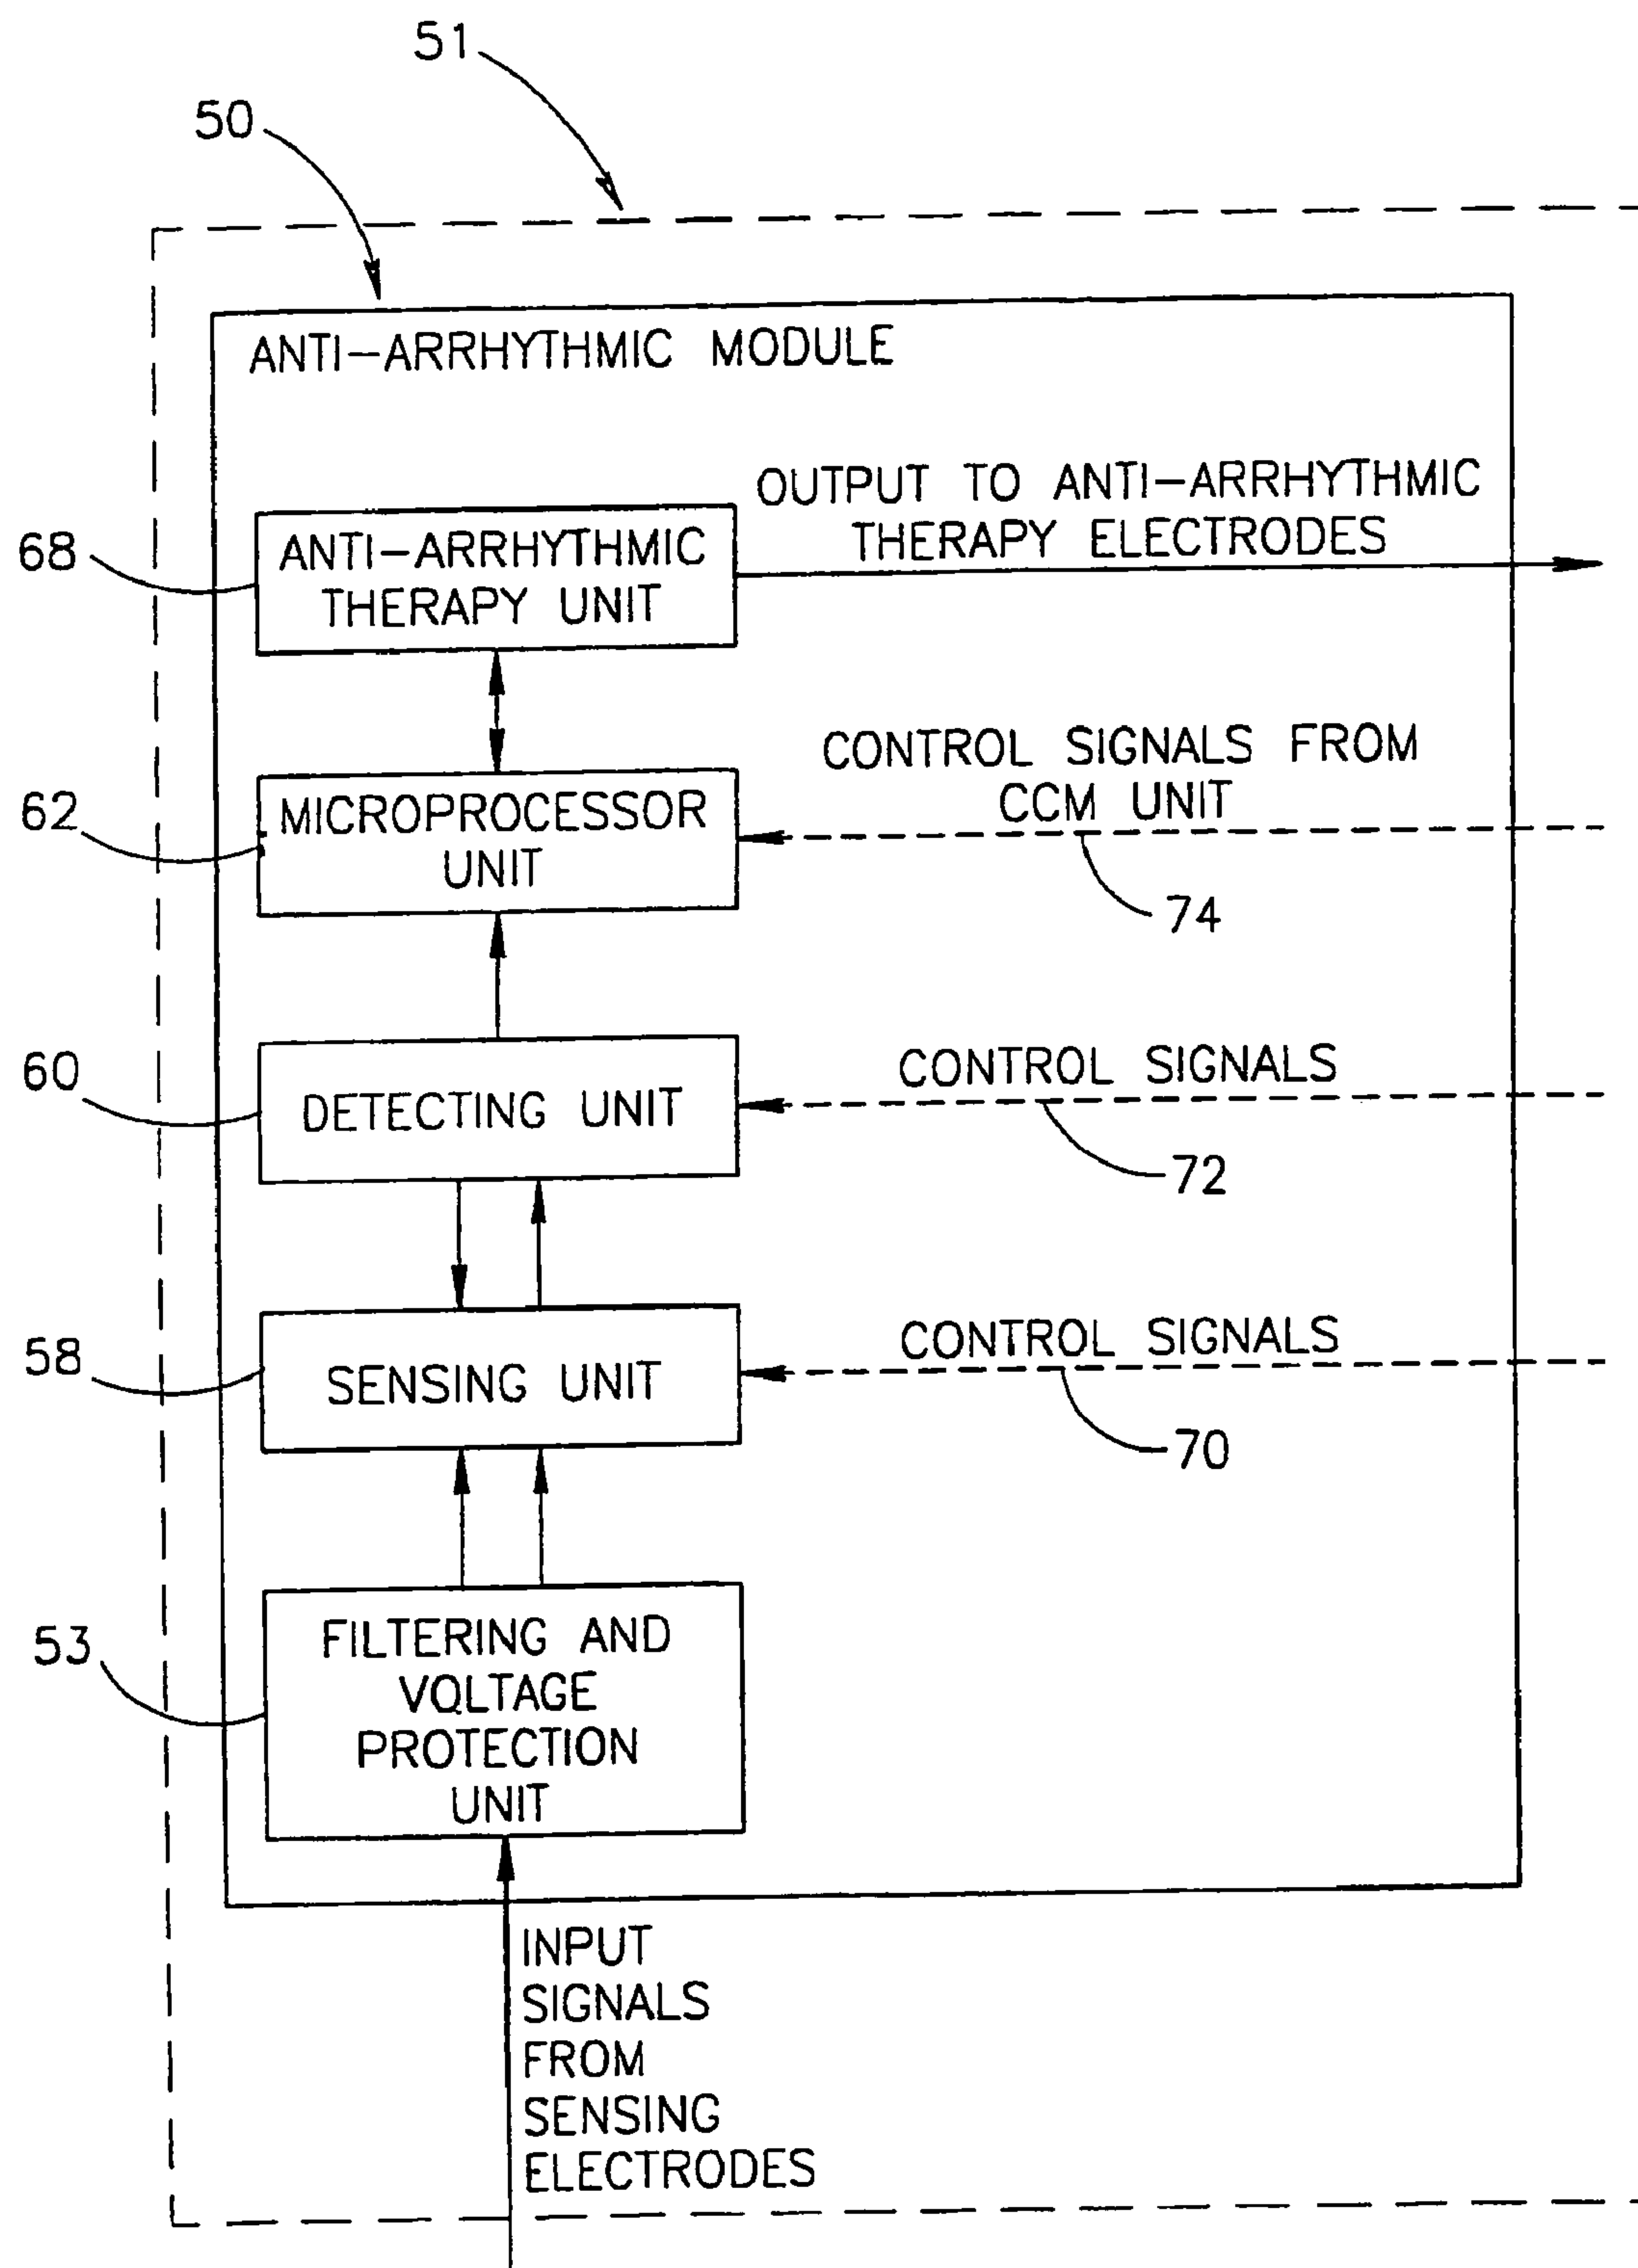 51
50
ANTI-ARRHYTHMIC MODULE
OUTPUT TO ANTI-ARRHYTHMIC
THERAPY ELECTRODES
68
ANTI-ARRHYTHMIC
THERAPY UNIT
CONTROL SIGNALS FROM
CCM UNIT
62
MICROPROCESSOR
UNIT
74
CONTROL SIGNALS
60
DETECTING UNIT
72
CONTROL SIGNALS
58
SENSING UNIT
70
53
FILTERING AND
VOLTAGE
PROTECTION
UNIT
INPUT
SIGNALS
FROM
SENSING
ELECTRODES